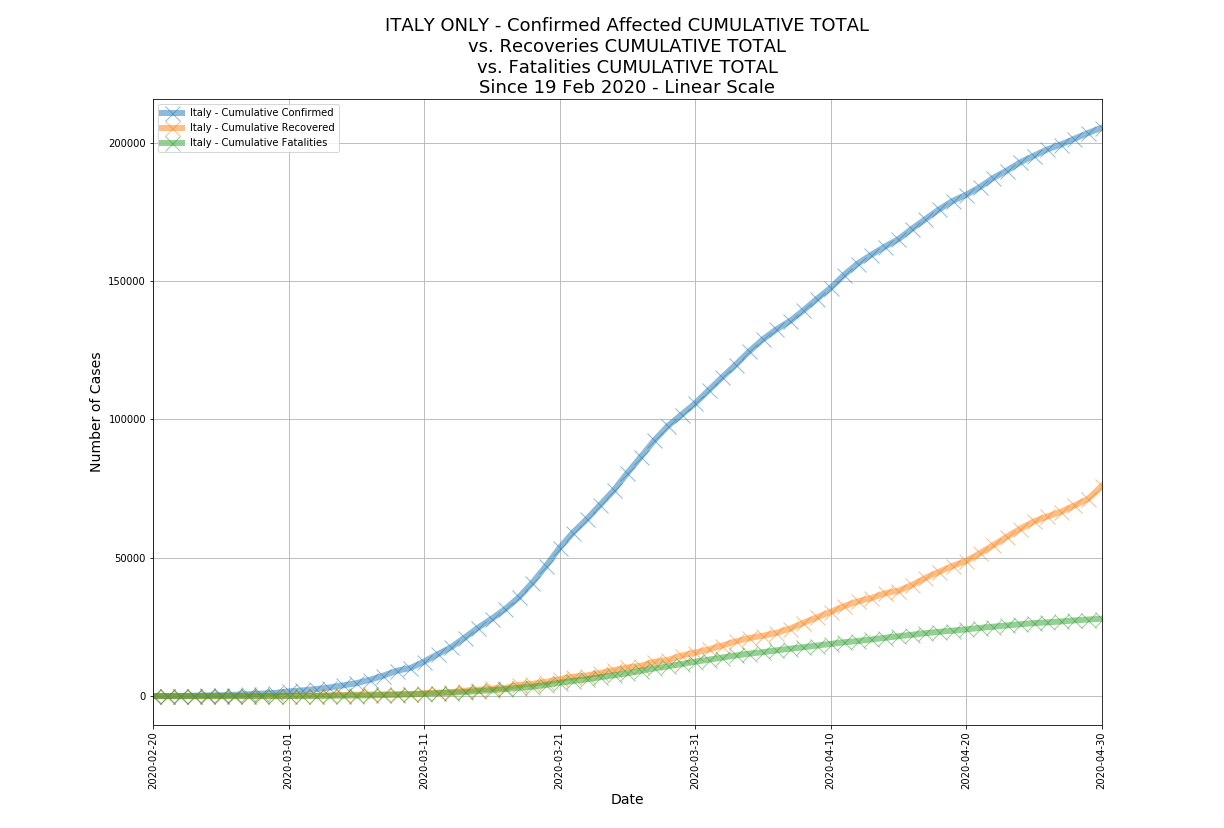 ITALY ONLY - Confirmed Affected CUMULATIVE TOTAL
vs. Recoveries CUMULATIVE TOTAL
vs. Fatalities CUMULATIVE TOTAL
Since 19 Feb 2020 - Linear Scale
Italy - Cumulative Confirmed
Italy - Cumulative Recovered
Italy - Cumulative Fatalities
Number of Cases
200000
150000
100000
50000
0
2020-02-20
2020-03-01
2020-03-11
2020-03-21
2020-03-31
2020-04-10
2020-04-20
2020-04-30
Date